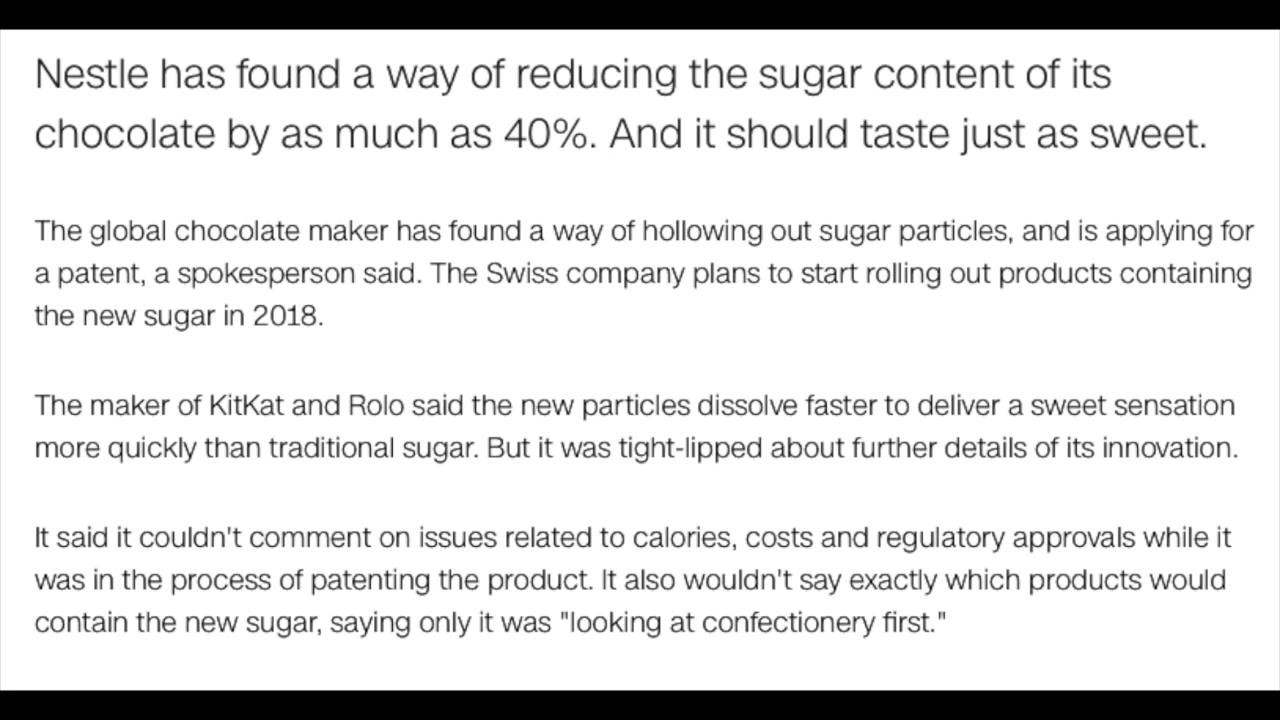 Nestle has found a way of reducing the sugar content of its
chocolate by as much as 40%. And it should taste just as sweet.
The global chocolate maker has found a way of hollowing out sugar particles, and is applying for
a patent, a spokesperson said. The Swiss company plans to start rolling out products containing
the new sugar in 2018.
The maker of KitKat and Rolo said the new particles dissolve faster to deliver a sweet sensation
more quickly than traditional sugar. But it was tight-lipped about further details of its innovation.
It said it couldn't comment on issues related to calories, costs and regulatory approvals while it
was in the process of patenting the product. It also wouldn't say exactly which products would
contain the new sugar, saying only it was "looking at confectionery first."